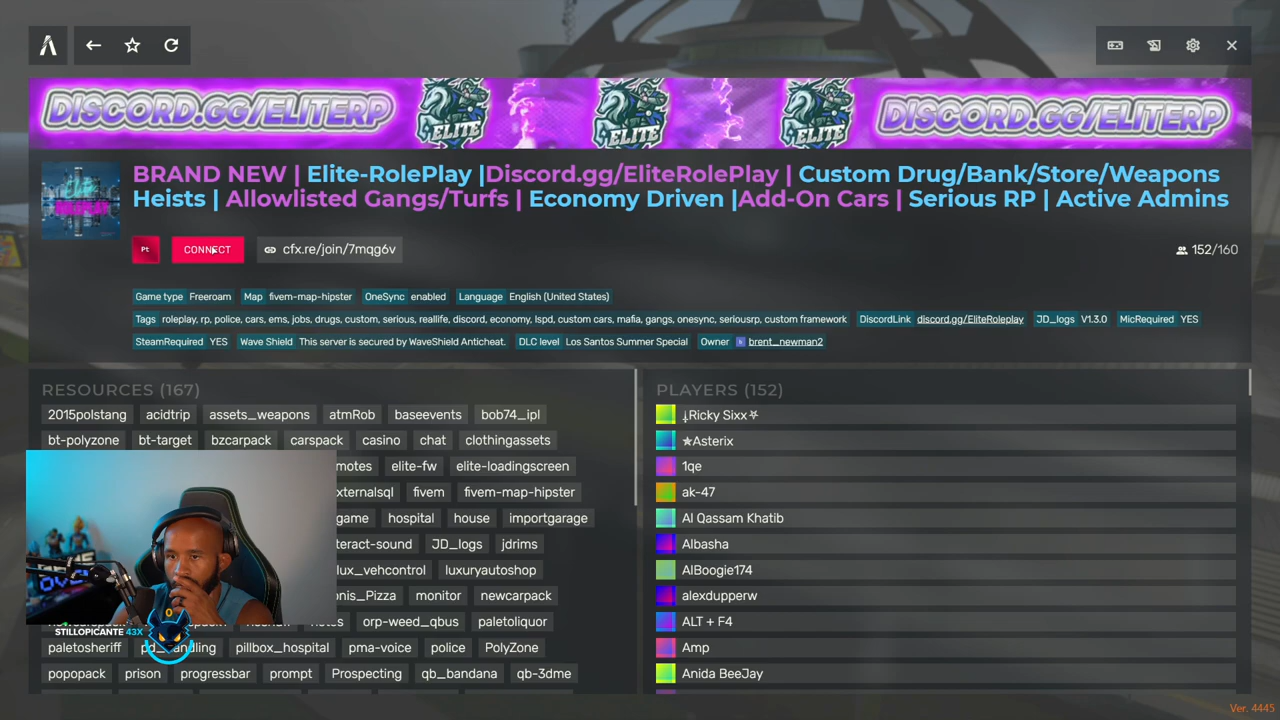 DISCORD.GG/ELITERP ELITE ELITE ELITE DISCORD.GG/ELITERP
BRAND NEW | Elite-RolePlay |Discord.gg/EliteRolePlay | Custom Drug/Bank/Store/Weapons
Heists | Allowlisted Gangs/Turfs | Economy Driven |Add-On Cars | Serious RP | Active Admins
Pt CONNECT cfx.re/join/7mqg6v 152/160
Game type Freeroam Map fivem-map-hipster OneSync enabled Language English (United States)
Tags roleplay, rp, police, cars, ems, jobs, drugs, custom, serious, reallife, discord, economy, lspd, custom cars, mafia, gangs, onesync, seriousrp, custom framework DiscordLink discord.gg/EliteRoleplay JD_logs V1.3.0 MicRequired YES
SteamRequired YES Wave Shield This server is secured by WaveShield Anticheat. DLC level Los Santos Summer Special Owner brent_newman2
RESOURCES (167)
2015polstang acidtrip assets_weapons atmRob baseevents bob74_ipl
bt-polyzone bt-target bzcarpack carspack casino chat clothingassets
motes elite-fw elite-loadingscreen
xternalsql fivem fivem-map-hipster
game hospital house importgarage
teract-sound JD_logs jdrims
lux_vehcontrol luxuryautoshop
onis_Pizza monitor newcarpack
orp-weed_qbus paletoliquor
paletosheriff pd_handling pillbox_hospital pma-voice police PolyZone
popopack prison progressbar prompt Prospecting qb_bandana qb-3dme
PLAYERS (152)
⸸Ricky Sixx⛧
★Asterix
1qe
ak-47
Al Qassam Khatib
Albasha
AlBoogie174
alexdupperw
ALT + F4
Amp
Anida BeeJay
0
STILLOPICANTE 43X
Ver. 4445